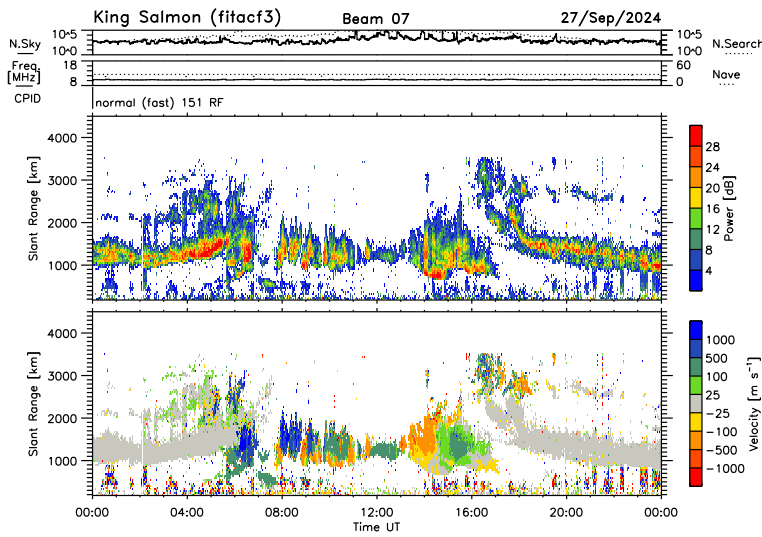 King Salmon (fitacf3) Beam 07 27/Sep/2024
N.Sky 10^5 10^0 10^5 10^0 N.Search
Freq. [MHz] 18 8 60 0 Nave
CPID normal (fast) 151 RF
Slant Range [km] 4000 3000 2000 1000
Power [dB] 28 24 20 16 12 8 4
Slant Range [km] 4000 3000 2000 1000
Velocity [m s⁻¹] 1000 500 100 25 -25 -100 -500 -1000
00:00 04:00 08:00 12:00 16:00 20:00 00:00
Time UT